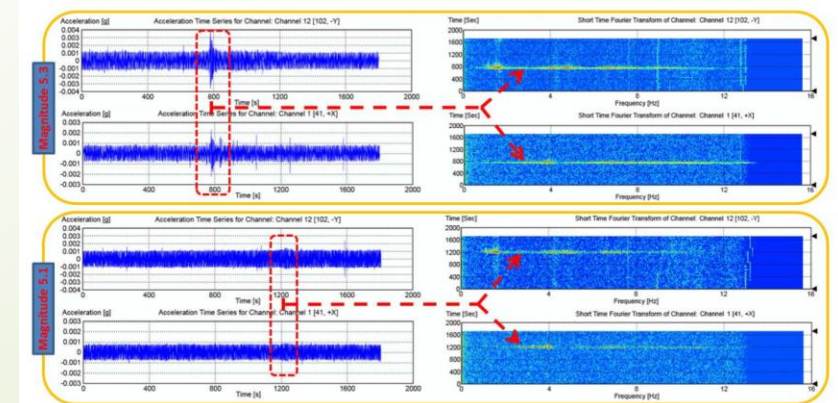 Magnitude 5.3
Acceleration [g] Acceleration Time Series for Channel: Channel 12 [102, -Y]
0.004
0.003
0.002
0.001
0
-0.001
-0.002
-0.003
-0.004
0 400 800 1200 1600 2000
Time [s]
Time [Sec] Short Time Fourier Transform of Channel: Channel 12 [102, -Y]
2000
1600
1200
800
400
0
0 4 8 12 16
Frequency [Hz]
Acceleration [g] Acceleration Time Series for Channel: Channel 1 [41, +X]
0.003
0.002
0.001
0
-0.001
-0.002
-0.003
0 400 800 1200 1600 2000
Time [s]
Time [Sec] Short Time Fourier Transform of Channel: Channel 1 [41, +X]
2000
1600
1200
800
400
0
0 4 8 12 16
Frequency [Hz]
Magnitude 5.1
Acceleration [g] Acceleration Time Series for Channel: Channel 12 [102, -Y]
0.004
0.003
0.002
0.001
0
-0.001
-0.002
-0.003
-0.004
0 400 800 1200 1600 2000
Time [s]
Time [Sec] Short Time Fourier Transform of Channel: Channel 12 [102, -Y]
2000
1600
1200
800
400
0
0 4 8 12 16
Frequency [Hz]
Acceleration [g] Acceleration Time Series for Channel: Channel 1 [41, +X]
0.003
0.002
0.001
0
-0.001
-0.002
-0.003
0 400 800 1200 1600 2000
Time [s]
Time [Sec] Short Time Fourier Transform of Channel: Channel 1 [41, +X]
2000
1600
1200
800
400
0
0 4 8 12 16
Frequency [Hz]